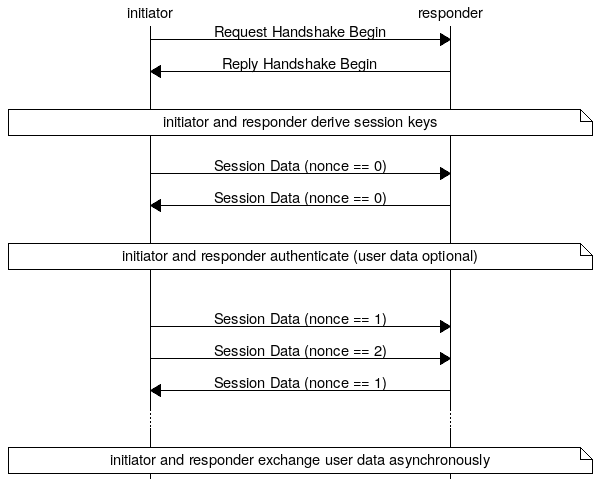 initiator responder
Request Handshake Begin
Reply Handshake Begin
initiator and responder derive session keys
Session Data (nonce == 0)
Session Data (nonce == 0)
initiator and responder authenticate (user data optional)
Session Data (nonce == 1)
Session Data (nonce == 2)
Session Data (nonce == 1)
initiator and responder exchange user data asynchronously